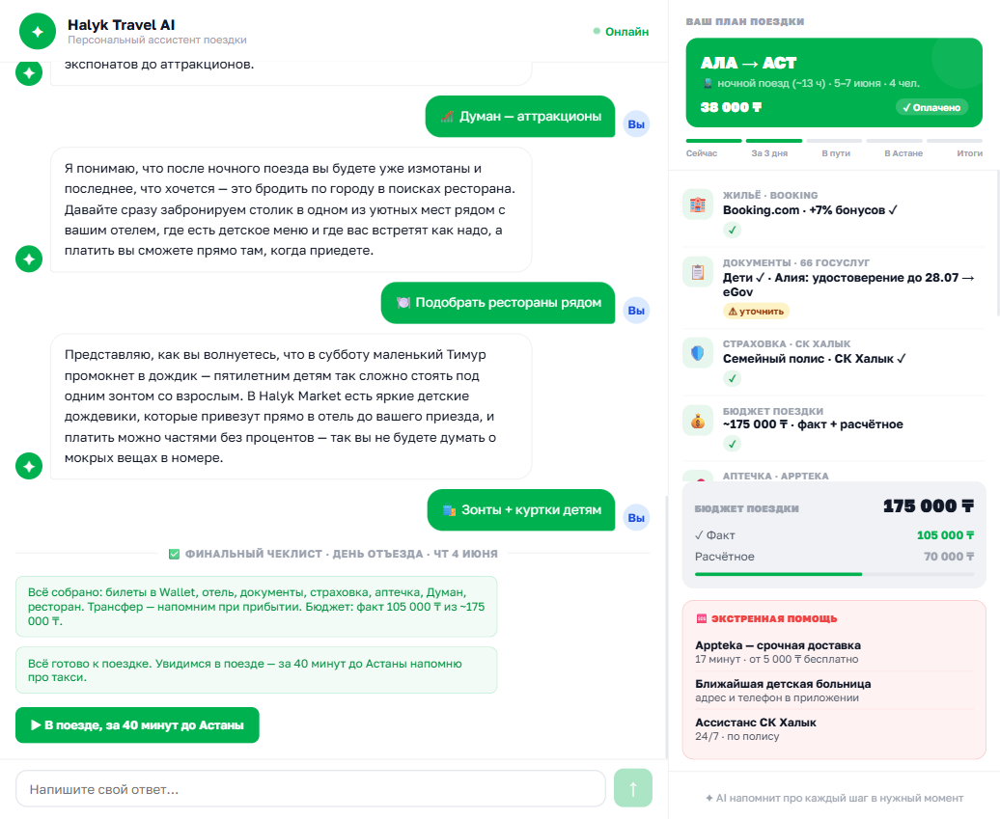 Halyk Travel AI
Персональный ассистент поездки
Онлайн
экспонатов до аттракционов.
Думан — аттракционы
Вы
Я понимаю, что после ночного поезда вы будете уже измотаны и
последнее, что хочется — это бродить по городу в поисках ресторана.
Давайте сразу забронируем столик в одном из уютных мест рядом с
вашим отелем, где есть детское меню и где вас встретят как надо, а
платить вы сможете прямо там, когда приедете.
Подобрать рестораны рядом
Вы
Представляю, как вы волнуетесь, что в субботу маленький Тимур
промокнет в дождик — пятилетним детям так сложно стоять под
одним зонтом со взрослым. В Halyk Market есть яркие детские
дождевики, которые привезут прямо в отель до вашего приезда, и
платить можно частями без процентов — так вы не будете думать о
мокрых вещах в номере.
Зонты + куртки детям
Вы
✅ ФИНАЛЬНЫЙ ЧЕКЛИСТ · ДЕНЬ ОТЪЕЗДА · ЧТ 4 ИЮНЯ
Всё собрано: билеты в Wallet, отель, документы, страховка, аптечка, Думан,
ресторан. Трансфер — напомним при прибытии. Бюджет: факт 105 000 ₸ из ~175
000 ₸.
Всё готово к поездке. Увидимся в поезде — за 40 минут до Астаны напомню
про такси.
▶ В поезде, за 40 минут до Астаны
Напишите свой ответ...
↑
ВАШ ПЛАН ПОЕЗДКИ
АЛА → АСТ
ночной поезд (~13 ч) · 5–7 июня · 4 чел.
38 000 ₸
✓ Оплачено
Сейчас
За 3 дня
В пути
В Астане
Итоги
ЖИЛЬЁ · BOOKING
Booking.com · +7% бонусов ✓
✓
ДОКУМЕНТЫ · 66 ГОСУСЛУГ
Дети ✓ · Алия: удостоверение до 28.07 →
eGov
⚠ уточнить
СТРАХОВКА · СК ХАЛЫК
Семейный полис · СК Халык ✓
✓
БЮДЖЕТ ПОЕЗДКИ
~175 000 ₸ · факт + расчётное
✓
АПТЕЧКА · APPTEKA
БЮДЖЕТ ПОЕЗДКИ
175 000 ₸
✓ Факт
105 000 ₸
Расчётное
70 000 ₸
🆘 ЭКСТРЕННАЯ ПОМОЩЬ
Appteka — срочная доставка
17 минут · от 5 000 ₸ бесплатно
Ближайшая детская больница
адрес и телефон в приложении
Ассистанс СК Халык
24/7 · по полису
✦ AI напомнит про каждый шаг в нужный момент